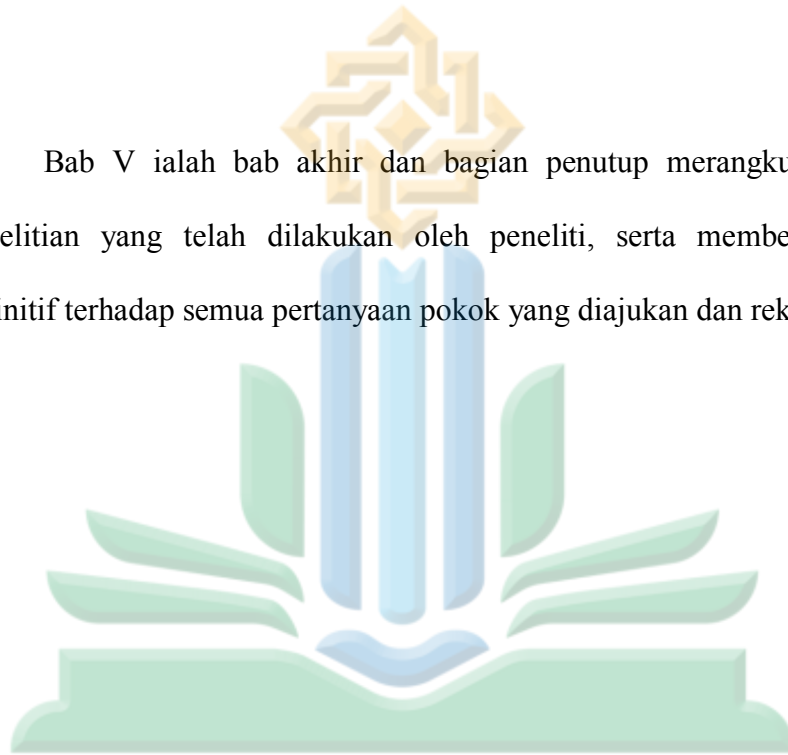 Bab V ialah bab akhir dan bagian penutup merangku
elitian yang telah dilakukan oleh peneliti, serta membe
initif terhadap semua pertanyaan pokok yang diajukan dan rek